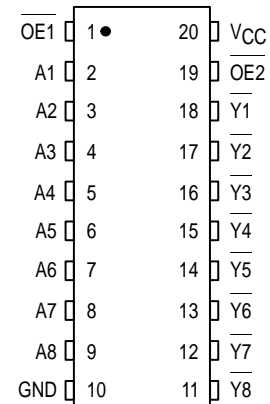 OE1 1 20 VCC
A1 2 19 OE2
A2 3 18 Y1
A3 4 17 Y2
A4 5 16 Y3
A5 6 15 Y4
A6 7 14 Y5
A7 8 13 Y6
A8 9 12 Y7
GND 10 11 Y8